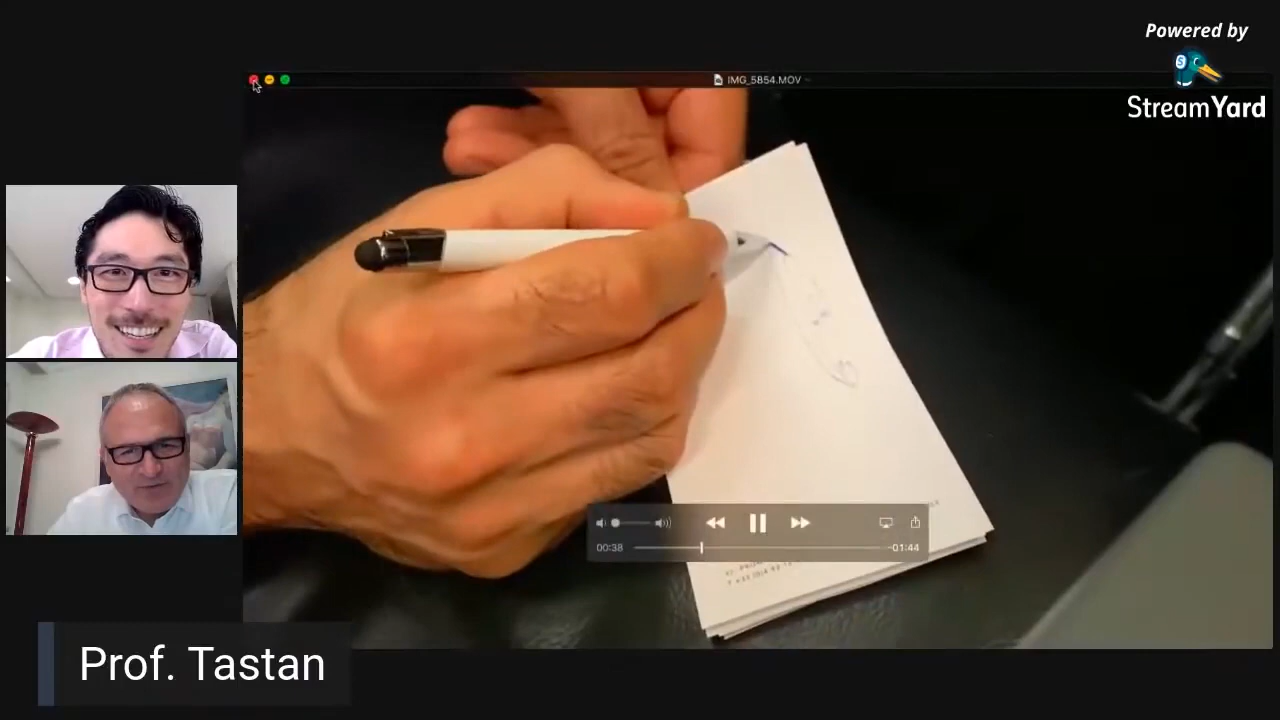 Powered by
StreamYard
IMG_5854.MOV
00:38
-01:44
Prof. Tastan